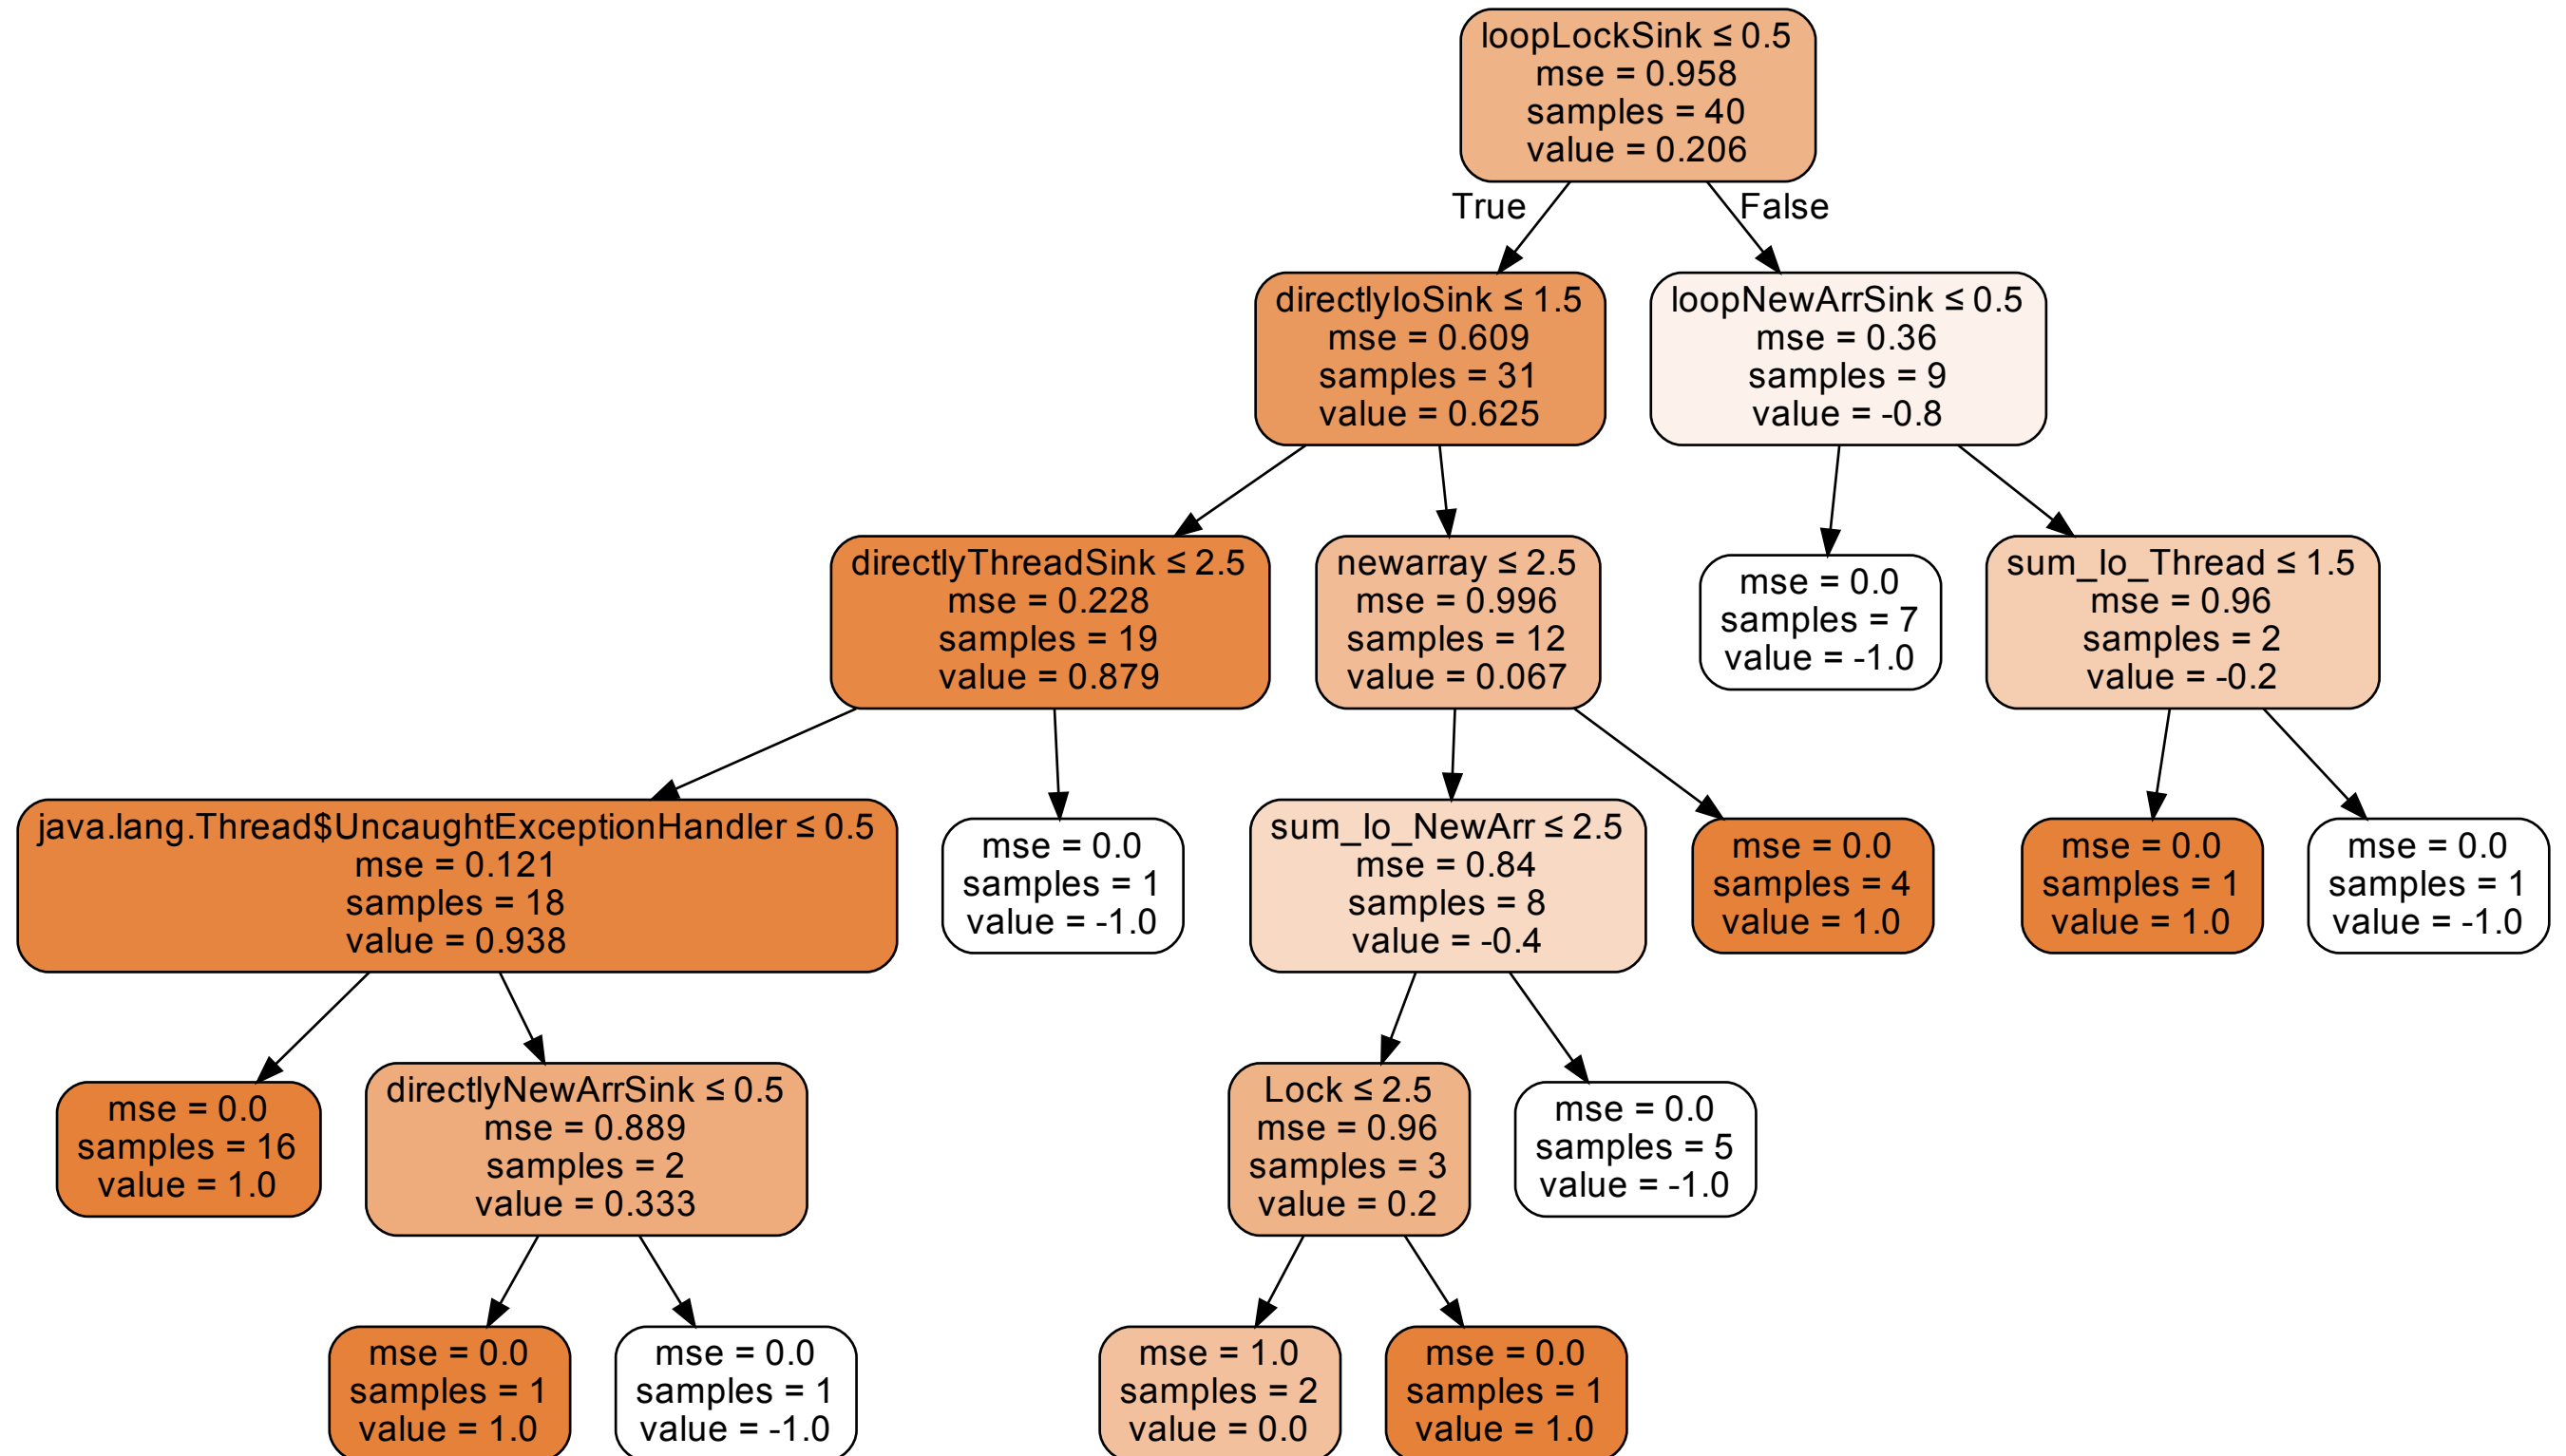 loopLockSink ≤ 0.5
mse = 0.958
samples = 40
value = 0.206
True
False
directlyIoSink ≤ 1.5
mse = 0.609
samples = 31
value = 0.625
loopNewArrSink ≤ 0.5
mse = 0.36
samples = 9
value = -0.8
directlyThreadSink ≤ 2.5
mse = 0.228
samples = 19
value = 0.879
newarray ≤ 2.5
mse = 0.996
samples = 12
value = 0.067
mse = 0.0
samples = 7
value = -1.0
sum_Io_Thread ≤ 1.5
mse = 0.96
samples = 2
value = -0.2
java.lang.Thread$UncaughtExceptionHandler ≤ 0.5
mse = 0.121
samples = 18
value = 0.938
mse = 0.0
samples = 1
value = -1.0
sum_Io_NewArr ≤ 2.5
mse = 0.84
samples = 8
value = -0.4
mse = 0.0
samples = 4
value = 1.0
mse = 0.0
samples = 1
value = 1.0
mse = 0.0
samples = 1
value = -1.0
mse = 0.0
samples = 16
value = 1.0
directlyNewArrSink ≤ 0.5
mse = 0.889
samples = 2
value = 0.333
Lock ≤ 2.5
mse = 0.96
samples = 3
value = 0.2
mse = 0.0
samples = 5
value = -1.0
mse = 0.0
samples = 1
value = 1.0
mse = 0.0
samples = 1
value = -1.0
mse = 1.0
samples = 2
value = 0.0
mse = 0.0
samples = 1
value = 1.0